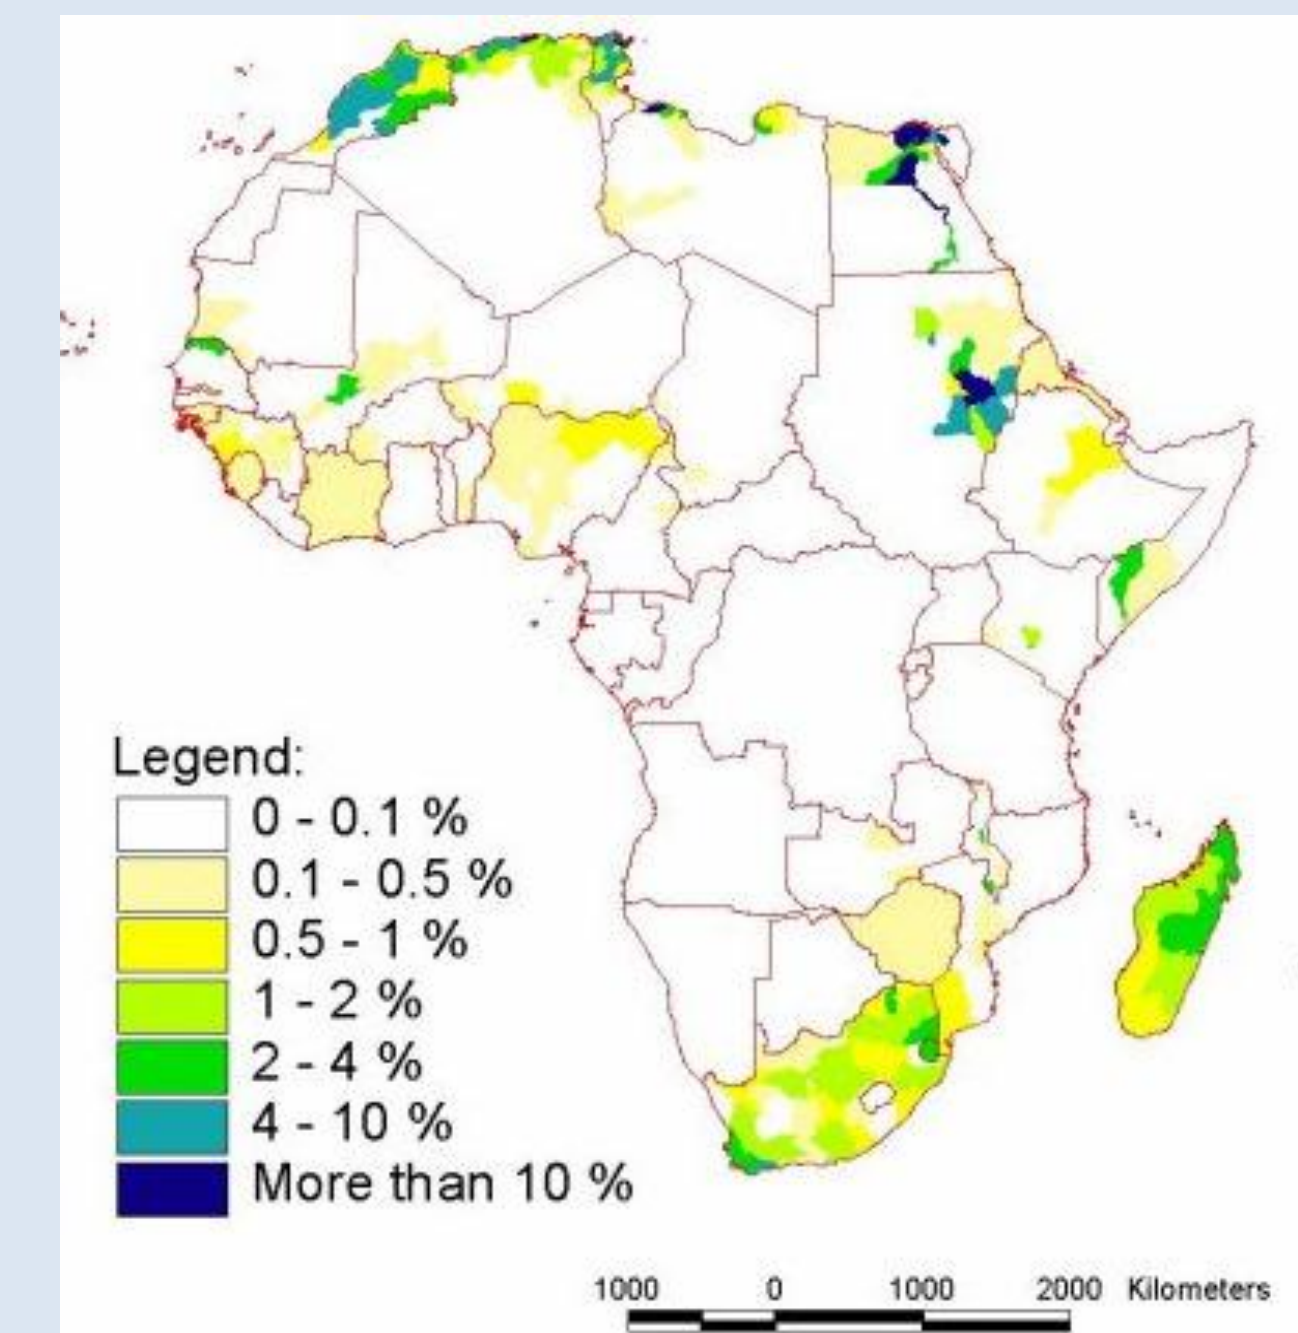 Legend:
0 - 0.1 %
0.1 - 0.5 %
0.5 - 1 %
1 - 2 %
2 - 4 %
4 - 10 %
More than 10 %
1000 0 1000 2000 Kilometers